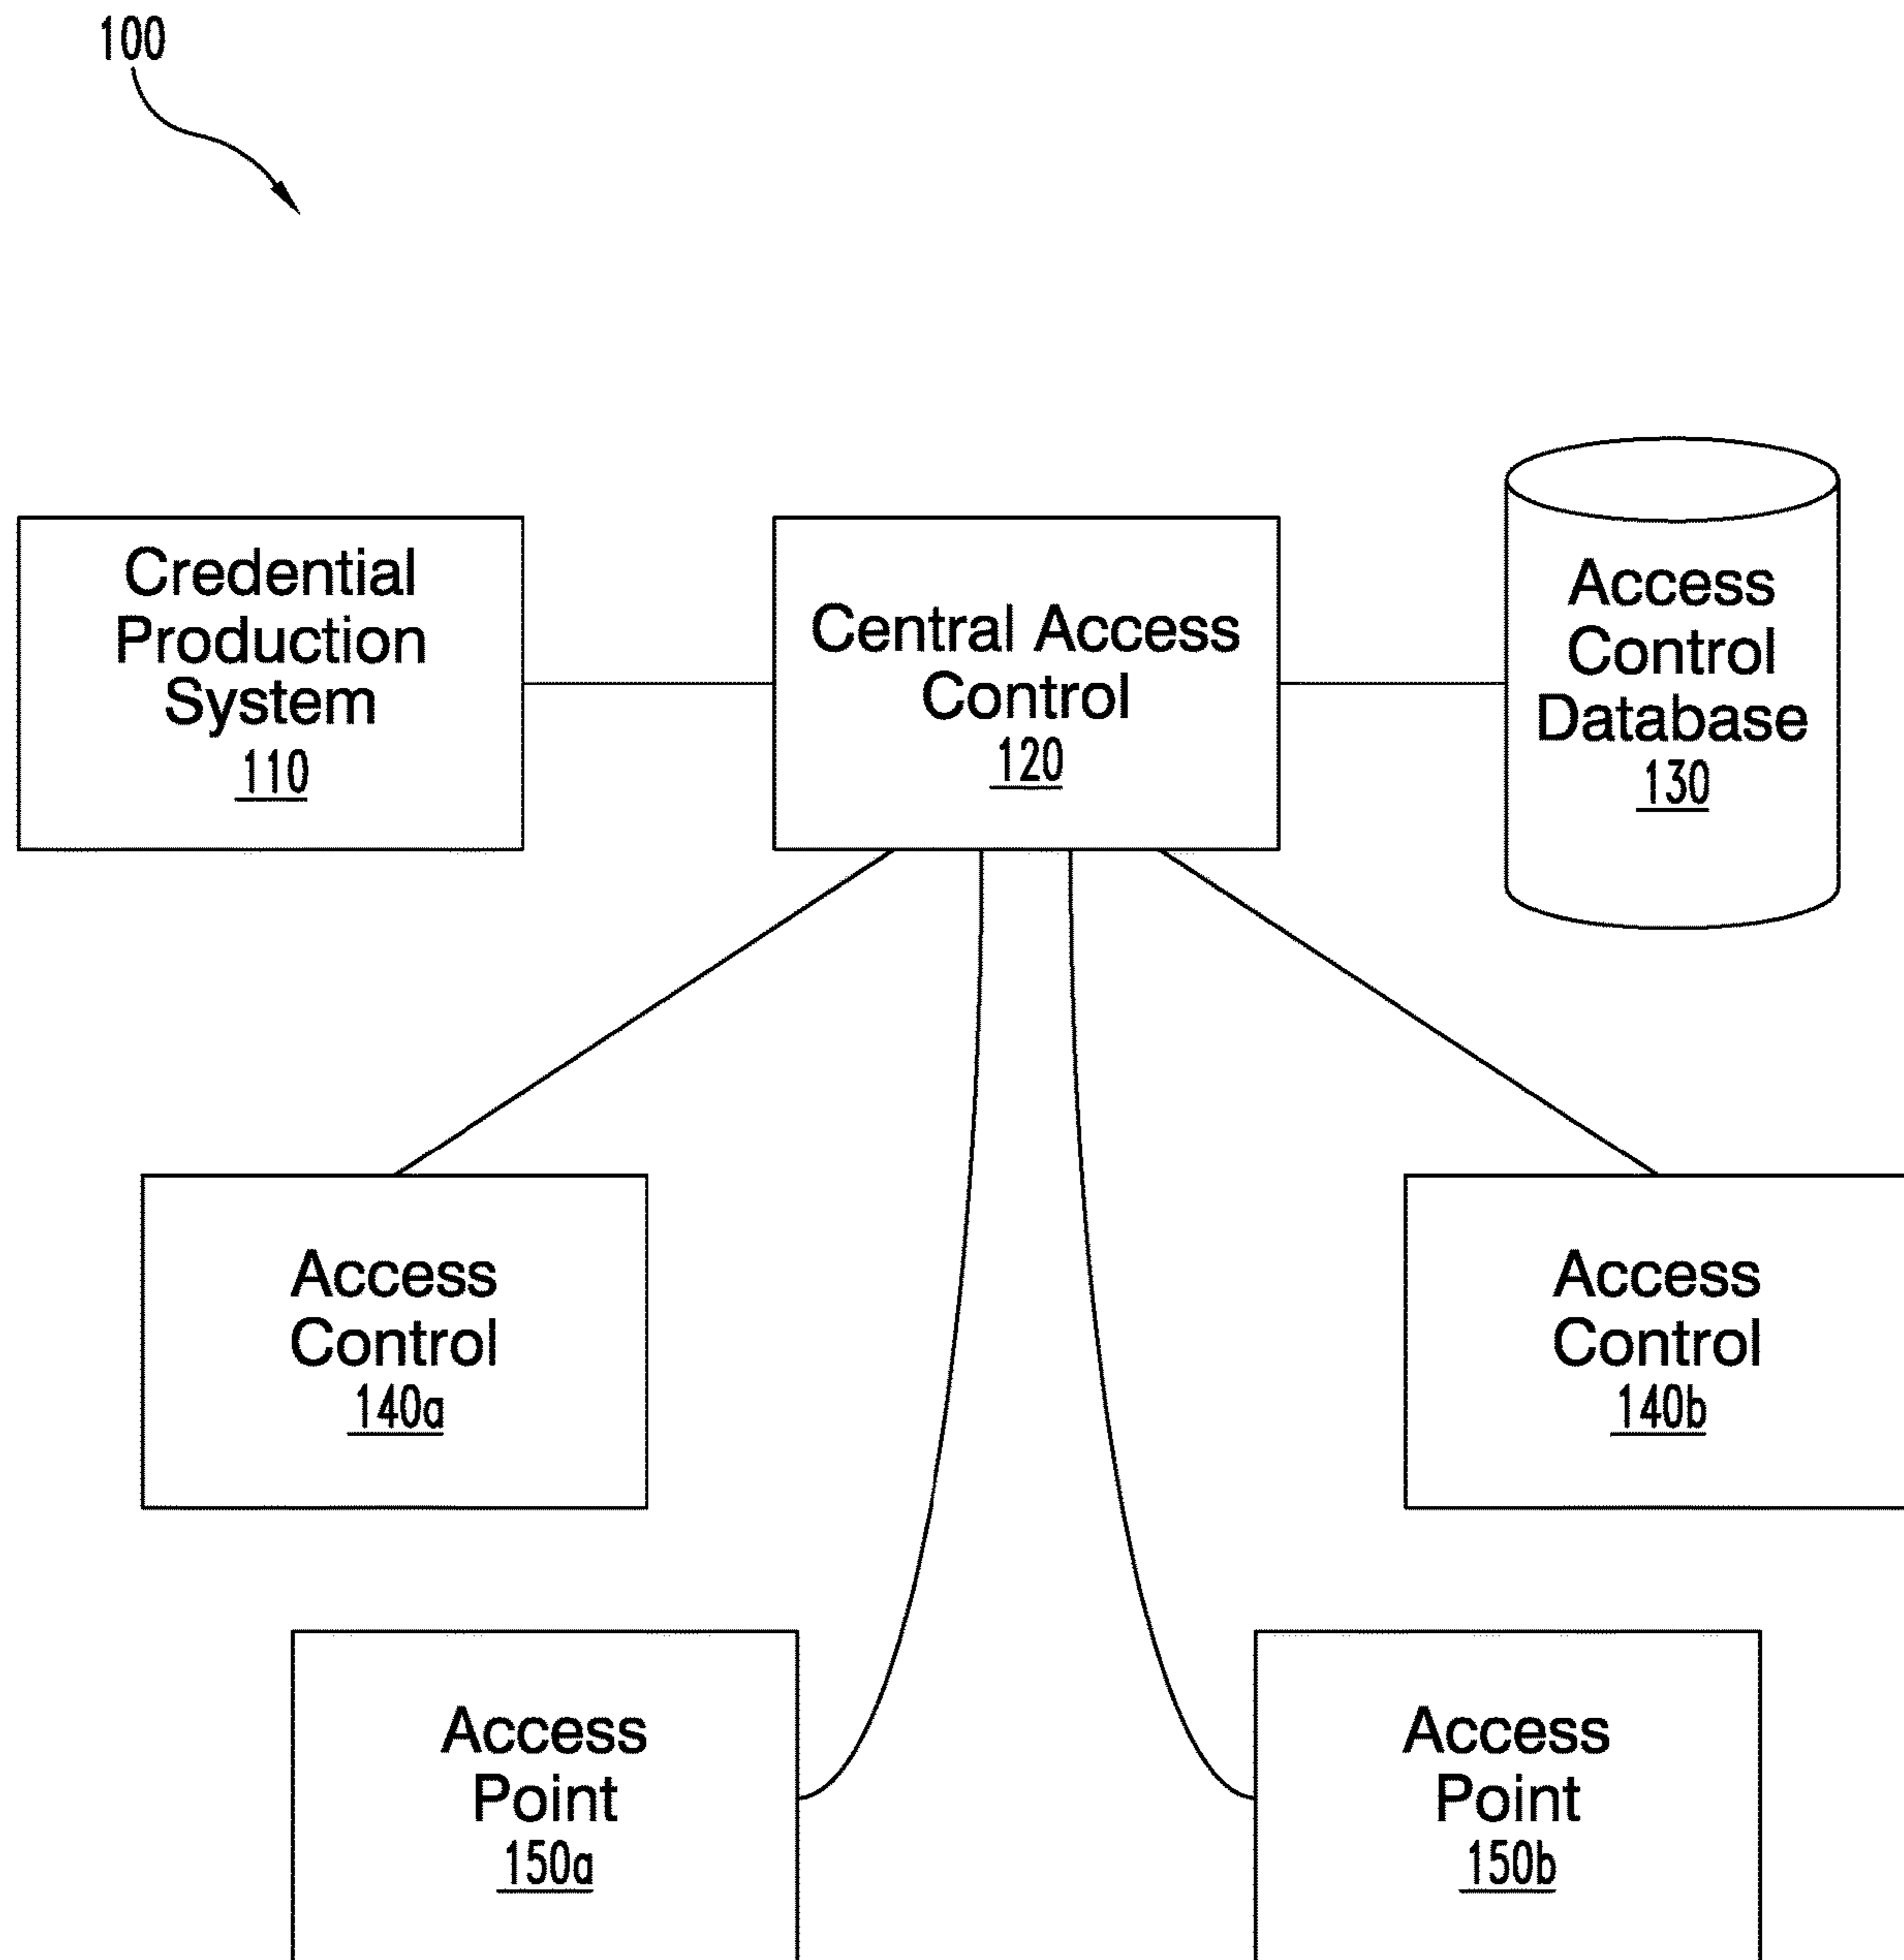 100
Credential
Production
System
110
Central Access
Control
120
Access
Control
Database
130
Access
Control
140a
Access
Control
140b
Access
Point
150a
Access
Point
150b